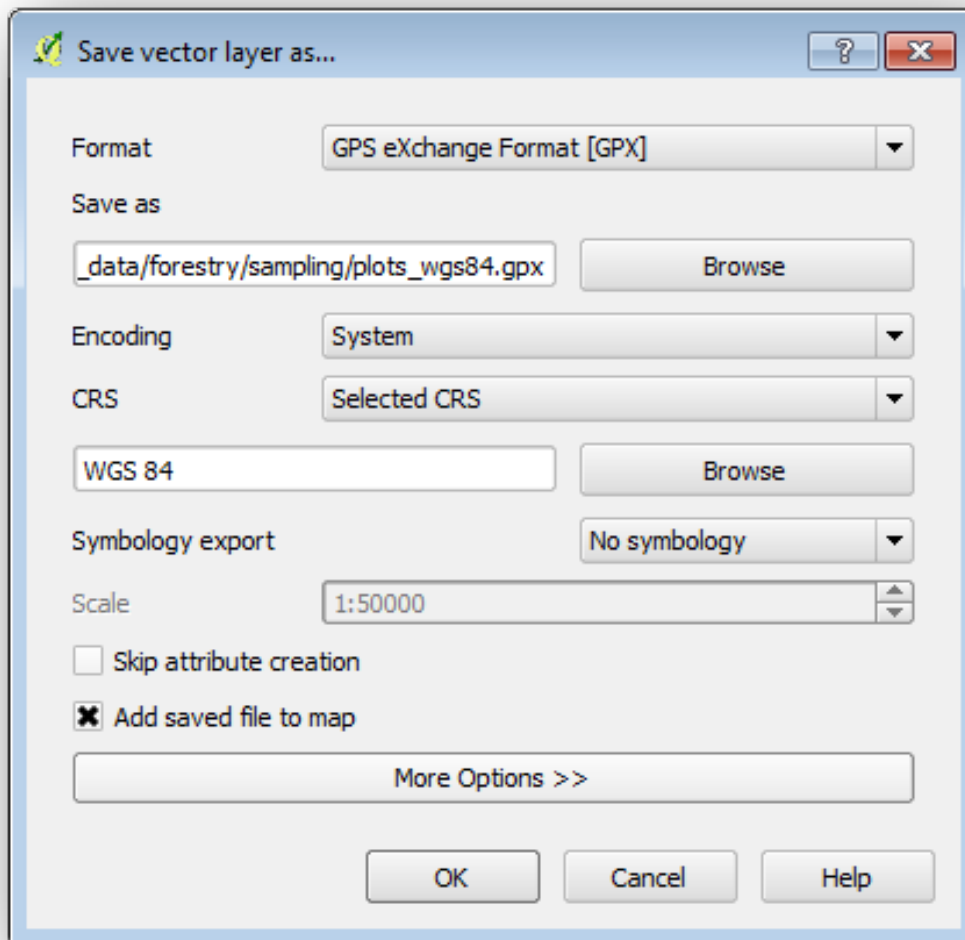 Save vector layer as...
Format GPS eXchange Format [GPX]
Save as
_data/forestry/sampling/plots_wgs84.gpx Browse
Encoding System
CRS Selected CRS
WGS 84 Browse
Symbology export No symbology
Scale 1:50000
Skip attribute creation
Add saved file to map
More Options >>
OK Cancel Help